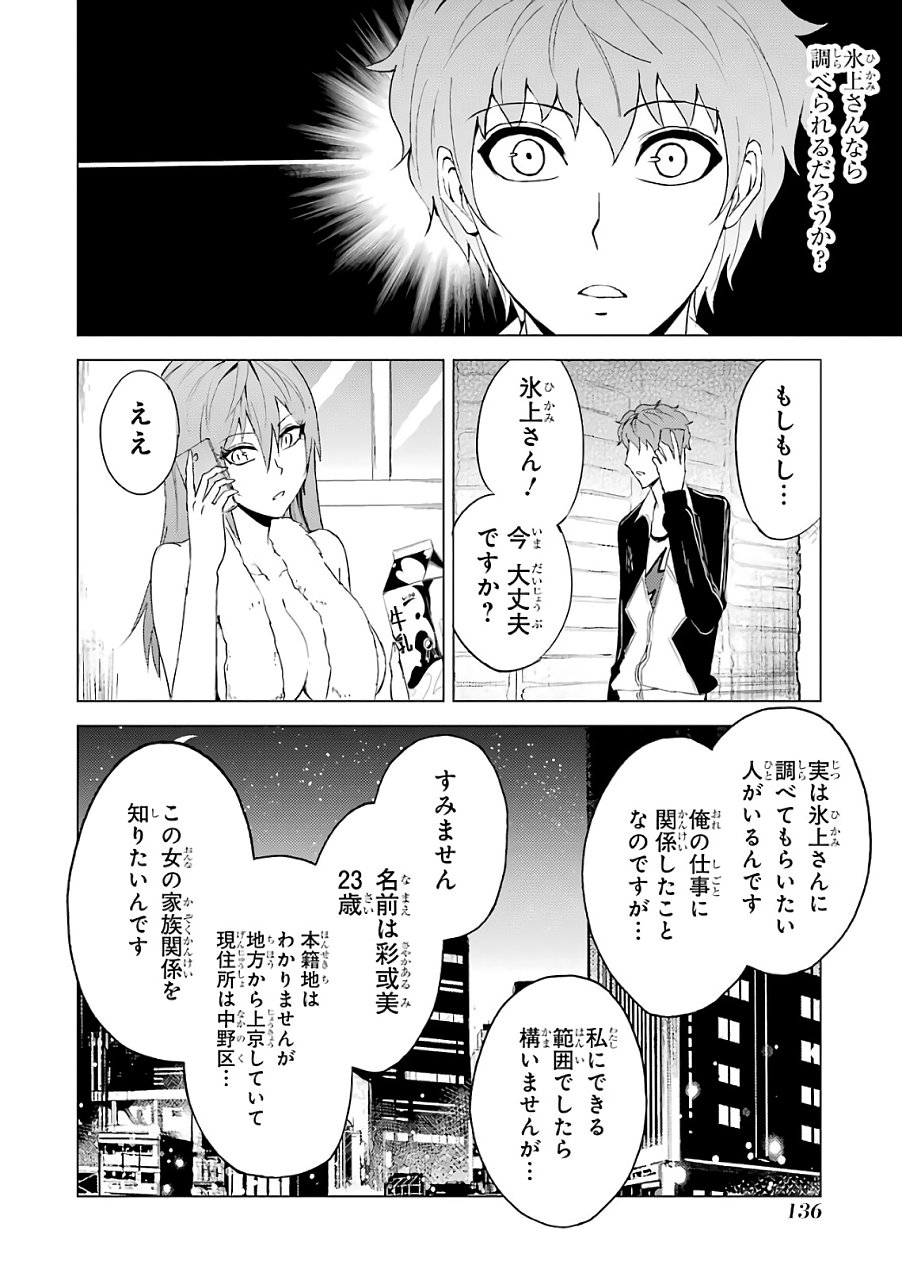 氷上さんなら
調べられるだろうか？
もしもし…
氷上さん！
今 大丈夫
ですか？
ええ
牛乳
実は氷上さんに
調べてもらいたい
人がいるんです
俺の仕事に
関係したこと
なのですが…
私にできる
範囲でしたら
構いませんが…
すみません
名前は彩或美
23歳
本籍地は
わかりませんが
地方から上京していて
現住所は中野区…
この女の家族関係を
知りたいんです
136